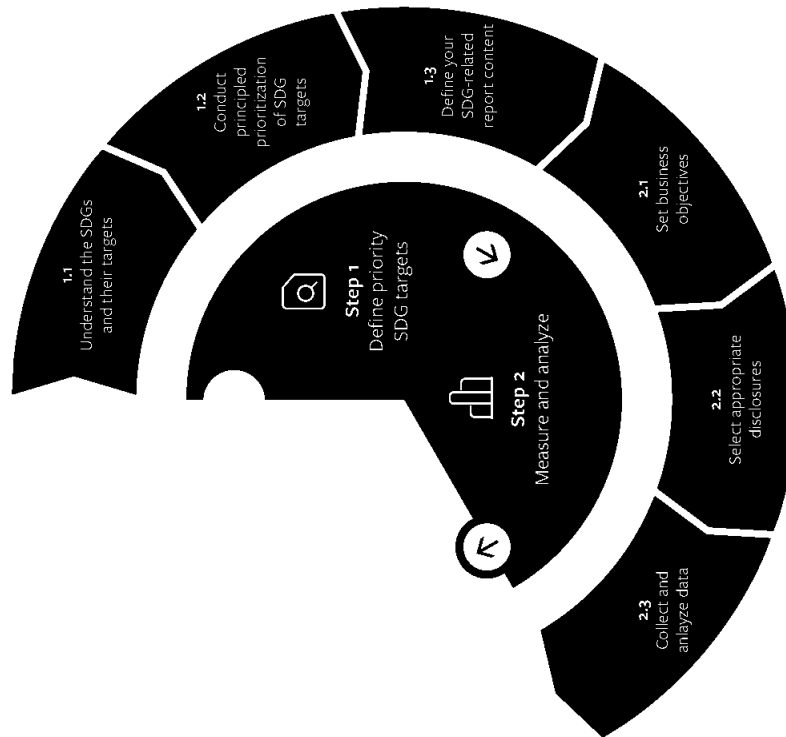 1.1
Understand the SDGs
and their targets
1.2
Conduct
principled
prioritization
of SDG
targets
1.3
Define your
SDG-related
report content
2.1
Set business
objectives
2.2
Select appropriate
disclosures
2.3
Collect and
anlayze data
Step 1
Define priority
SDG targets
Step 2
Measure and analyze